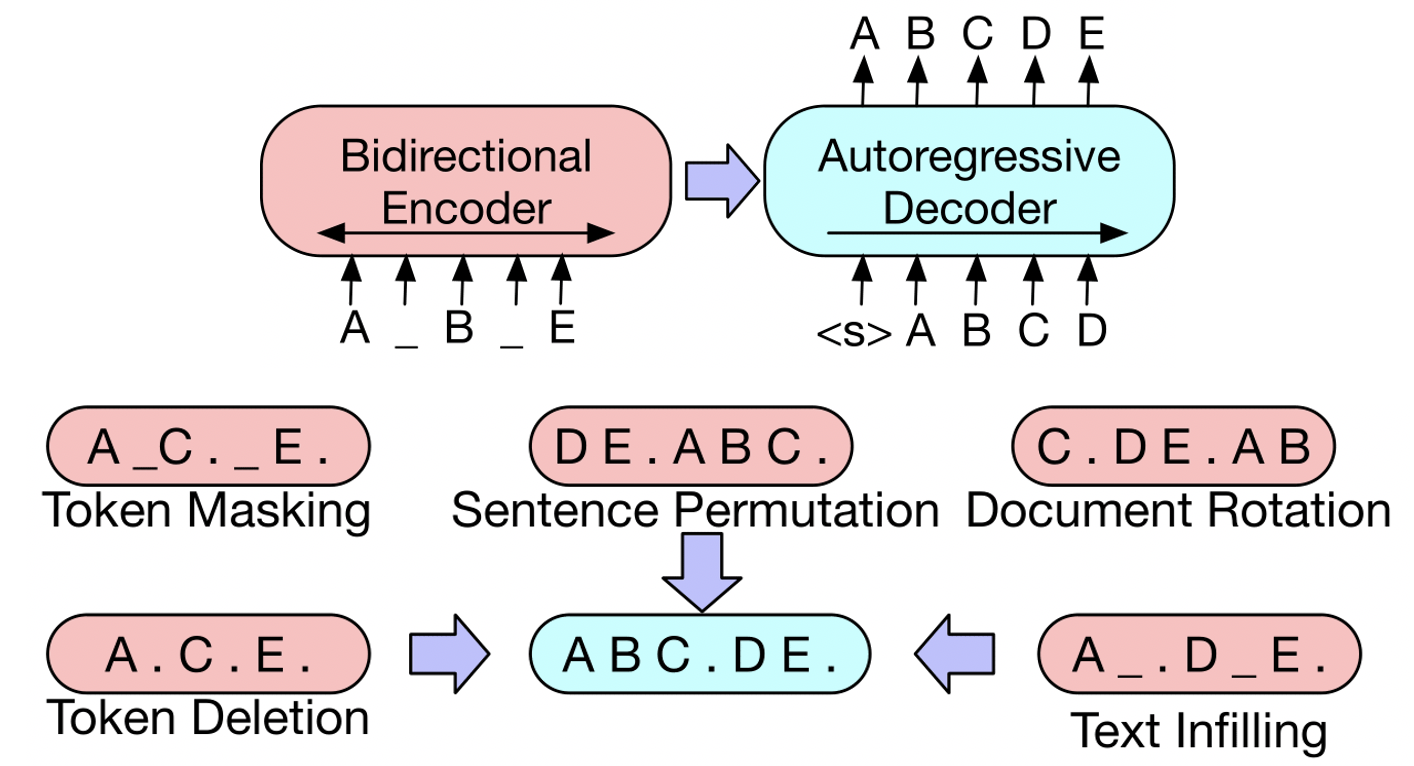 A B C D E
Bidirectional
Encoder
Autoregressive
Decoder
A _ B _ E
<s> A B C D
A _C . _ E .
Token Masking
D E . A B C .
Sentence Permutation
C . D E . A B
Document Rotation
A . C . E .
Token Deletion
A B C . D E .
A _ . D _ E .
Text Infilling